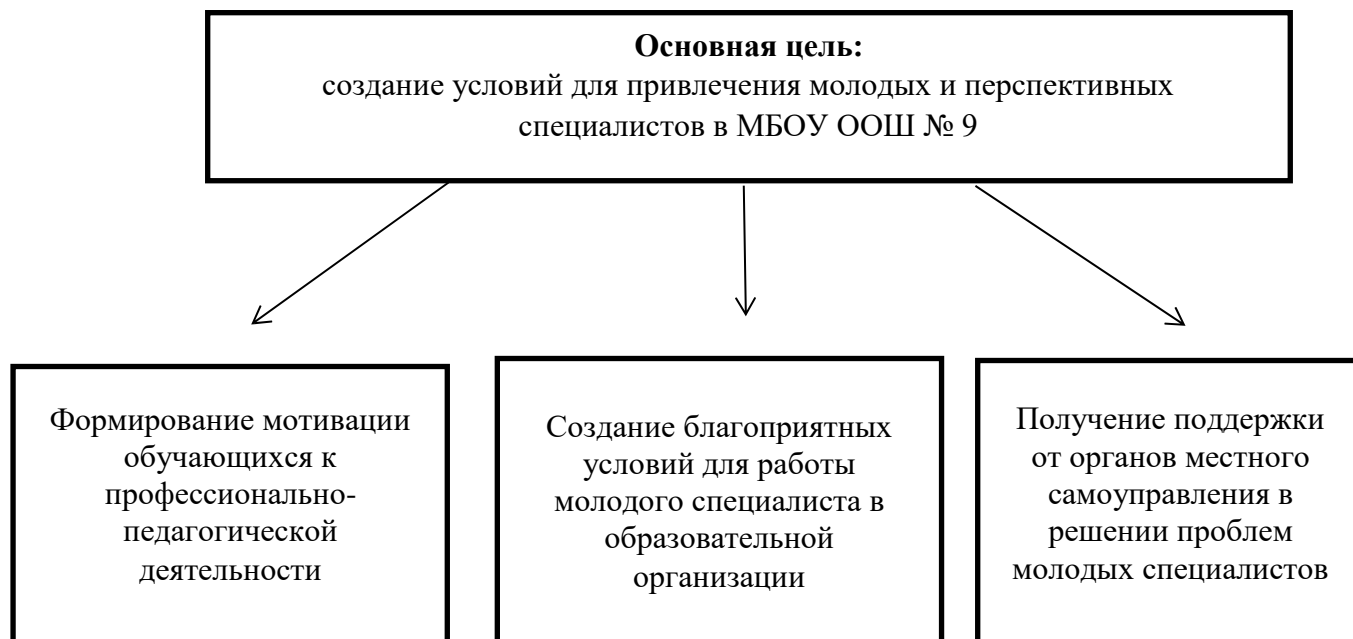 Основная цель:
создание условий для привлечения молодых и перспективных
специалистов в МБОУ ООШ № 9
Формирование мотивации
обучающихся к
профессионально-
педагогической
деятельности
Создание благоприятных
условий для работы
молодого специалиста в
образовательной
организации
Получение поддержки
от органов местного
самоуправления в
решении проблем
молодых специалистов